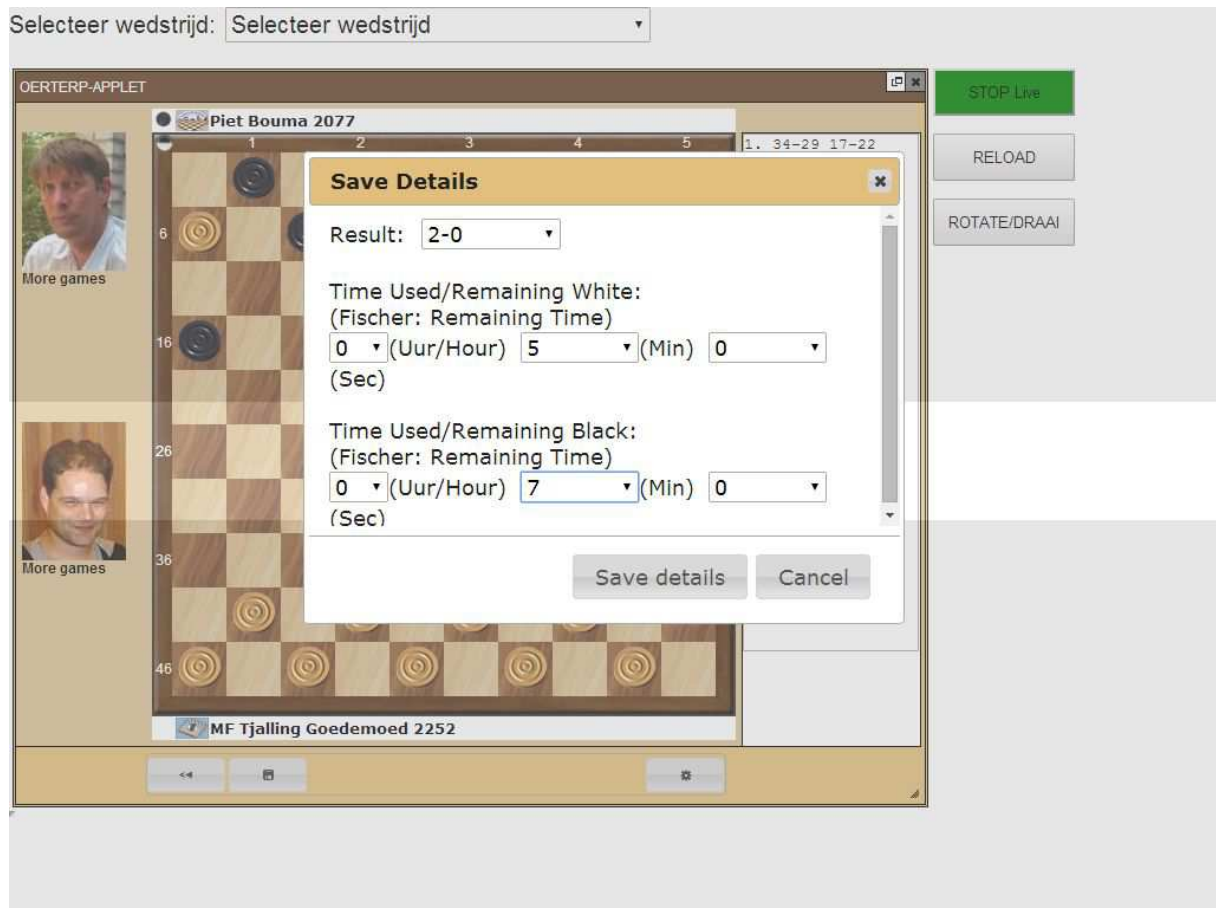 Selecteer wedstrijd: Selecteer wedstrijd
OERTERP-APPLET
STOP Live
Piet Bouma 2077
1 2 3 4 5
1. 34-29 17-22
RELOAD
Save Details
ROTATE/DRAAI
6
Result: 2-0
More games
Time Used/Remaining White:
(Fischer: Remaining Time)
16
0 (Uur/Hour) 5 (Min) 0
(Sec)
Time Used/Remaining Black:
26
(Fischer: Remaining Time)
0 (Uur/Hour) 7 (Min) 0
(Sec)
36
More games
Save details Cancel
46
MF Tjalling Goedemoed 2252
<<